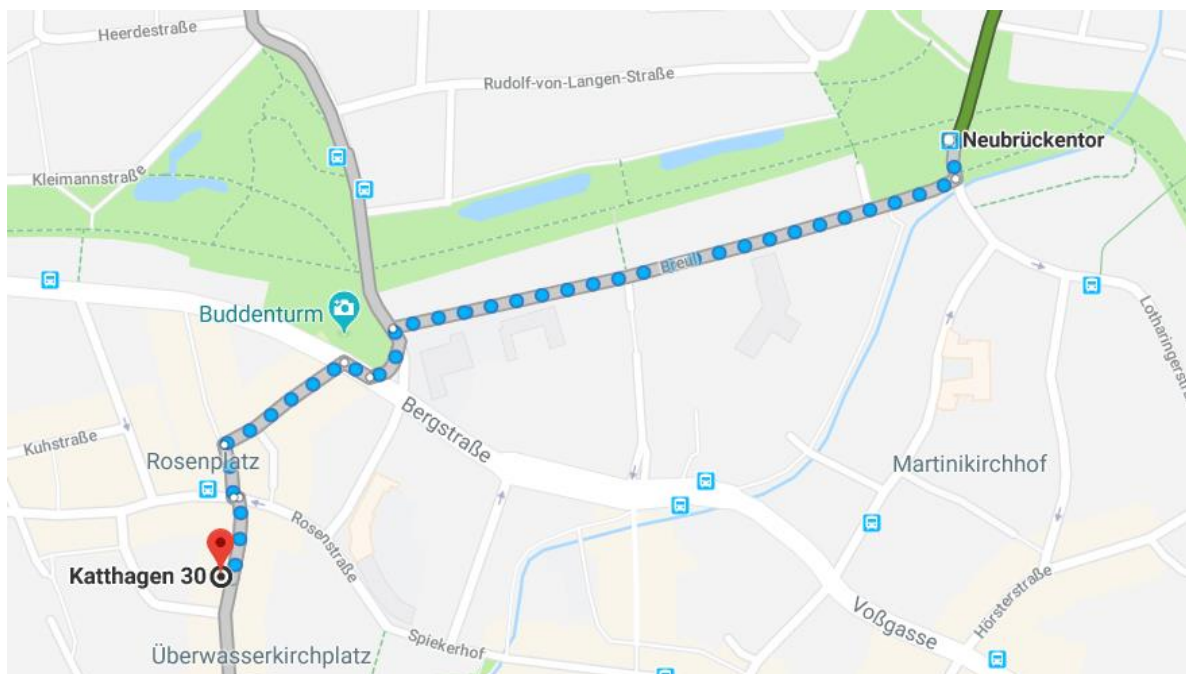 Heerdestraße
Rudolf-von-Langen-Straße
Neubrückentor
Kleimannstraße
Breul
Buddenturm
Lotharingerstra
Bergstraße
Kuhstraße
Rosenplatz
Martinikirchhof
Rosenstraße
Katthagen 30
Hörsterstraße
Voßgasse
Spiekerhof
Überwasserkirchplatz